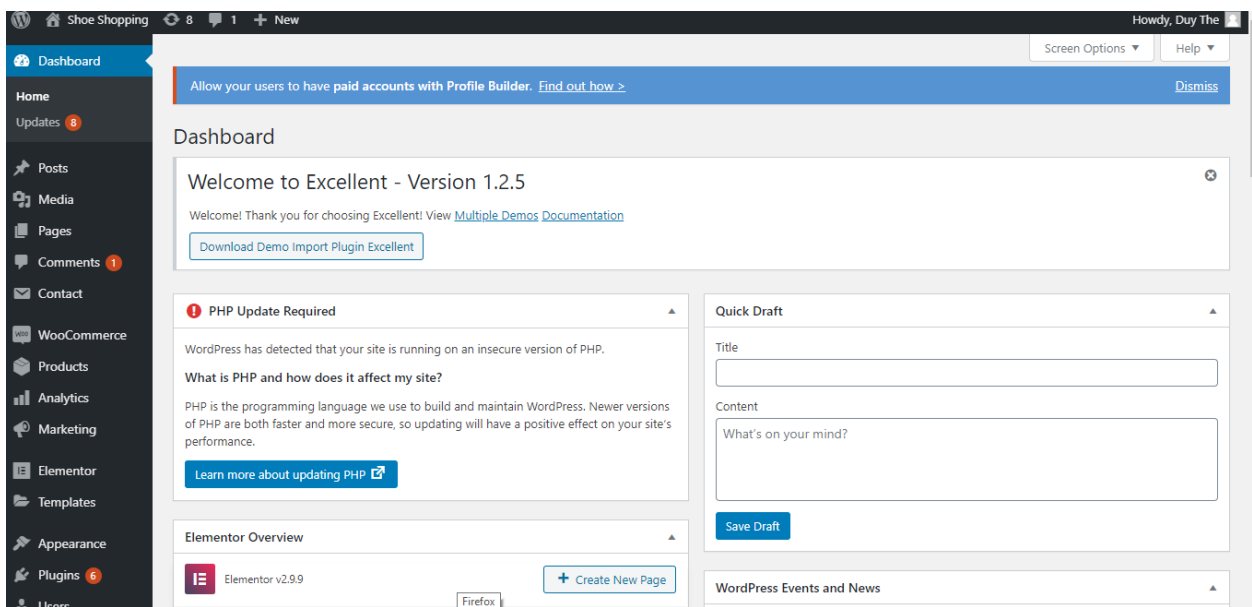 Shoe Shopping 8 1 + New Howdy, Duy The
Screen Options ▼ Help ▼
Dashboard
Home
Updates 8
Posts
Media
Pages
Comments 1
Contact
WooCommerce
Products
Analytics
Marketing
Elementor
Templates
Appearance
Plugins 6
Users
Allow your users to have paid accounts with Profile Builder. Find out how >
Dismiss
Dashboard
Welcome to Excellent - Version 1.2.5
Welcome! Thank you for choosing Excellent! View Multiple Demos Documentation
Download Demo Import Plugin Excellent
PHP Update Required
WordPress has detected that your site is running on an insecure version of PHP.
What is PHP and how does it affect my site?
PHP is the programming language we use to build and maintain WordPress. Newer versions
of PHP are both faster and more secure, so updating will have a positive effect on your site's
performance.
Learn more about updating PHP
Elementor Overview
Elementor v2.9.9
+ Create New Page
Firefox
Quick Draft
Title
Content
What's on your mind?
Save Draft
WordPress Events and News